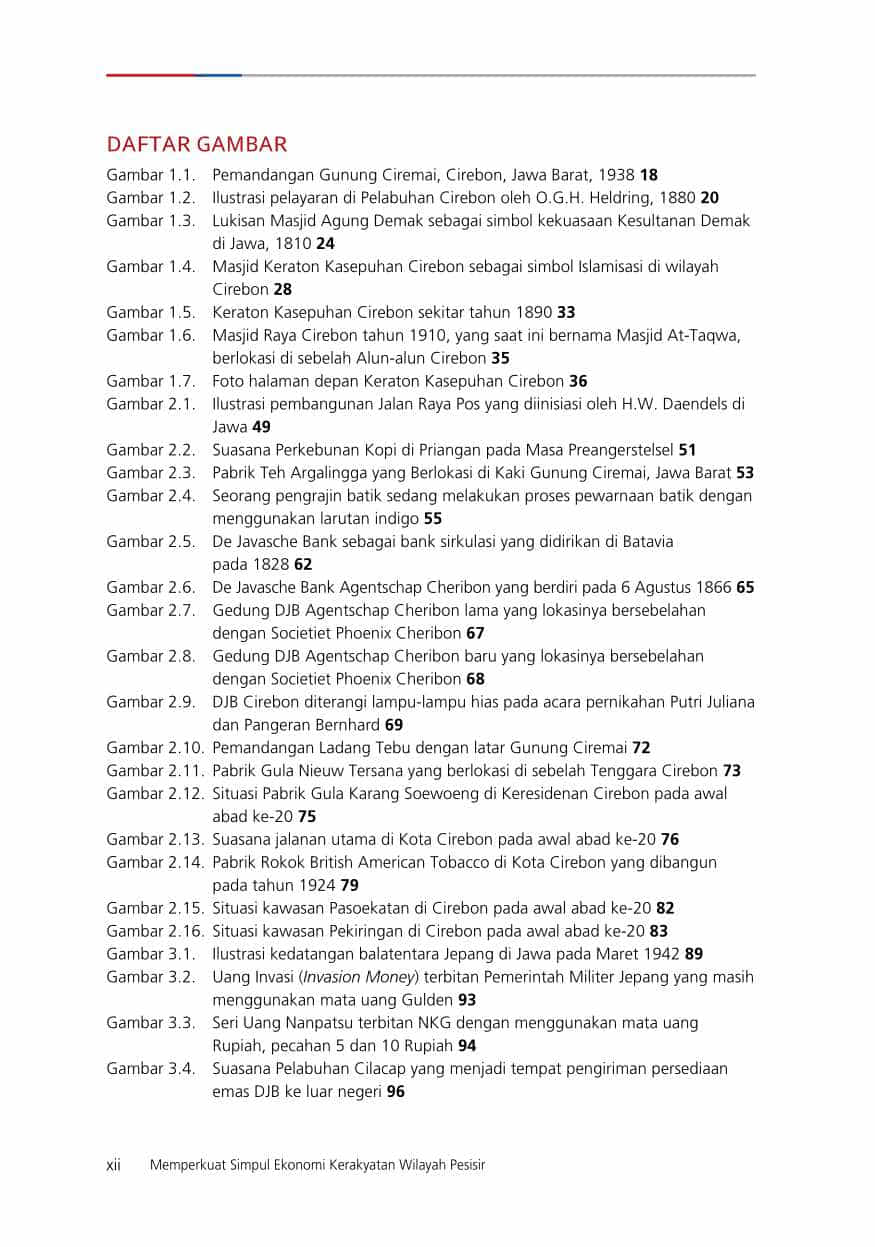 DAFTAR GAMBAR
Gambar 1.1. Pemandangan Gunung Ciremai, Cirebon, Jawa Barat, 1938 18
Gambar 1.2. Ilustrasi pelayaran di Pelabuhan Cirebon oleh O.G.H. Heldring, 1880 20
Gambar 1.3. Lukisan Masjid Agung Demak sebagai simbol kekuasaan Kesultanan Demak
di Jawa, 1810 24
Gambar 1.4. Masjid Keraton Kasepuhan Cirebon sebagai simbol Islamisasi di wilayah
Cirebon 28
Gambar 1.5. Keraton Kasepuhan Cirebon sekitar tahun 1890 33
Gambar 1.6. Masjid Raya Cirebon tahun 1910, yang saat ini bernama Masjid At-Taqwa,
berlokasi di sebelah Alun-alun Cirebon 35
Gambar 1.7. Foto halaman depan Keraton Kasepuhan Cirebon 36
Gambar 2.1. Ilustrasi pembangunan Jalan Raya Pos yang diinisiasi oleh H.W. Daendels di
Jawa 49
Gambar 2.2. Suasana Perkebunan Kopi di Priangan pada Masa Preangerstelsel 51
Gambar 2.3. Pabrik Teh Argalingga yang Berlokasi di Kaki Gunung Ciremai, Jawa Barat 53
Gambar 2.4. Seorang pengrajin batik sedang melakukan proses pewarnaan batik dengan
menggunakan larutan indigo 55
Gambar 2.5. De Javasche Bank sebagai bank sirkulasi yang didirikan di Batavia
pada 1828 62
Gambar 2.6. De Javasche Bank Agentschap Cheribon yang berdiri pada 6 Agustus 1866 65
Gambar 2.7. Gedung DJB Agentschap Cheribon lama yang lokasinya bersebelahan
dengan Societiet Phoenix Cheribon 67
Gambar 2.8. Gedung DJB Agentschap Cheribon baru yang lokasinya bersebelahan
dengan Societiet Phoenix Cheribon 68
Gambar 2.9. DJB Cirebon diterangi lampu-lampu hias pada acara pernikahan Putri Juliana
dan Pangeran Bernhard 69
Gambar 2.10. Pemandangan Ladang Tebu dengan latar Gunung Ciremai 72
Gambar 2.11. Pabrik Gula Nieuw Tersana yang berlokasi di sebelah Tenggara Cirebon 73
Gambar 2.12. Situasi Pabrik Gula Karang Soewoeng di Keresidenan Cirebon pada awal
abad ke-20 75
Gambar 2.13. Suasana jalanan utama di Kota Cirebon pada awal abad ke-20 76
Gambar 2.14. Pabrik Rokok British American Tobacco di Kota Cirebon yang dibangun
pada tahun 1924 79
Gambar 2.15. Situasi kawasan Pasoekatan di Cirebon pada awal abad ke-20 82
Gambar 2.16. Situasi kawasan Pekiringan di Cirebon pada awal abad ke-20 83
Gambar 3.1. Ilustrasi kedatangan balatentara Jepang di Jawa pada Maret 1942 89
Gambar 3.2. Uang Invasi (Invasion Money) terbitan Pemerintah Militer Jepang yang masih
menggunakan mata uang Gulden 93
Gambar 3.3. Seri Uang Nanpatsu terbitan NKG dengan menggunakan mata uang
Rupiah, pecahan 5 dan 10 Rupiah 94
Gambar 3.4. Suasana Pelabuhan Cilacap yang menjadi tempat pengiriman persediaan
emas DJB ke luar negeri 96
xii Memperkuat Simpul Ekonomi Kerakyatan Wilayah Pesisir